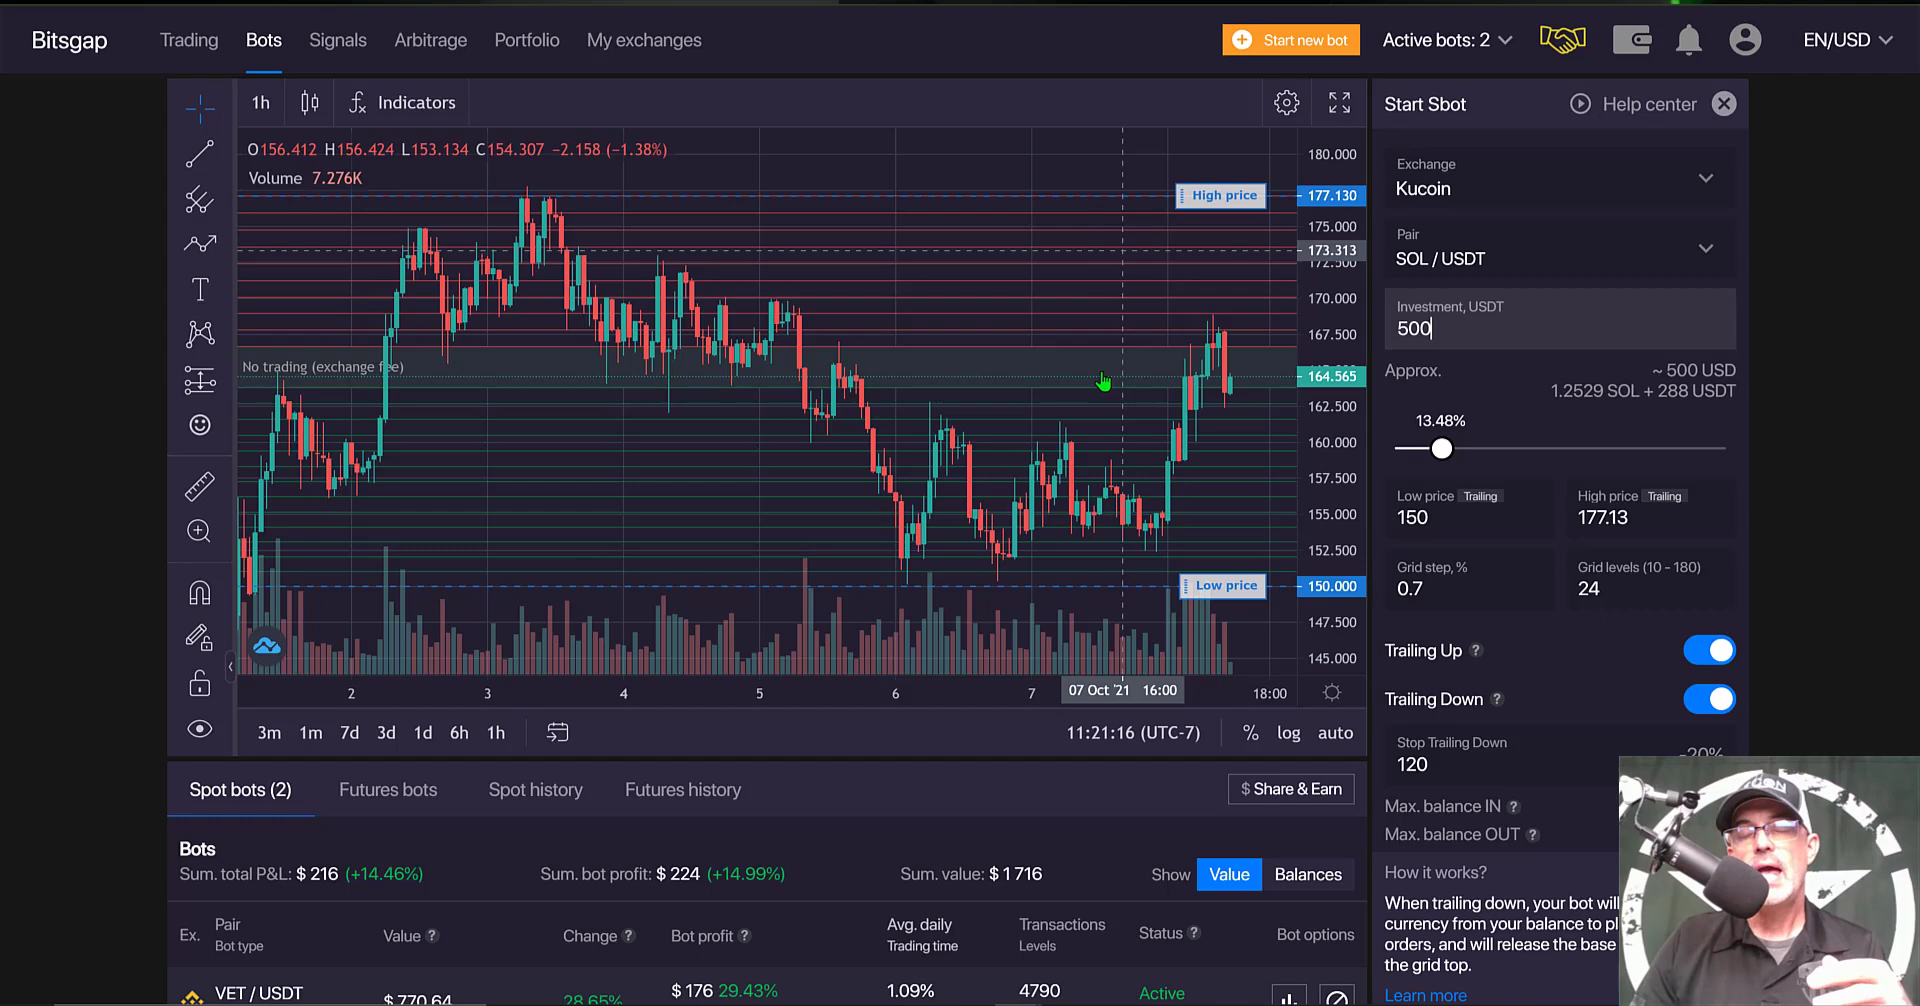 Bitsgap Trading Bots Signals Arbitrage Portfolio My exchanges Start new bot Active bots: 2 EN/USD
1h Indicators
Start Sbot Help center
O156.412 H156.424 L153.134 C154.307 −2.158 (−1.38%)
Volume 7.276K
180.000
High price 177.130
175.000
173.313
172.500
170.000
167.500
No trading (exchange fee)
164.565
162.500
160.000
157.500
155.000
152.500
Low price 150.000
147.500
145.000
2 3 4 5 6 7 07 Oct '21 16:00 18:00
3m 1m 7d 3d 1d 6h 1h 11:21:16 (UTC-7) % log auto
Exchange
Kucoin
Pair
SOL / USDT
Investment, USDT
500
Approx. ~ 500 USD
1.2529 SOL + 288 USDT
13.48%
Low price Trailing High price Trailing
150 177.13
Grid step, % Grid levels (10 - 180)
0.7 24
Trailing Up ?
Trailing Down ?
Stop Trailing Down -20%
120
Max. balance IN ?
Max. balance OUT ?
How it works?
When trailing down, your bot will
currency from your balance to pl
orders, and will release the base
the grid top.
Learn more
Spot bots (2) Futures bots Spot history Futures history $ Share & Earn
Bots
Sum. total P&L: $ 216 (+14.46%) Sum. bot profit: $ 224 (+14.99%) Sum. value: $ 1 716 Show Value Balances
Ex. Pair Value ? Change ? Bot profit ? Avg. daily Transactions Status ? Bot options
Bot type Trading time Levels
VET / USDT $ 770.64 28.65% $ 176 29.43% 1.09% 4790 Active